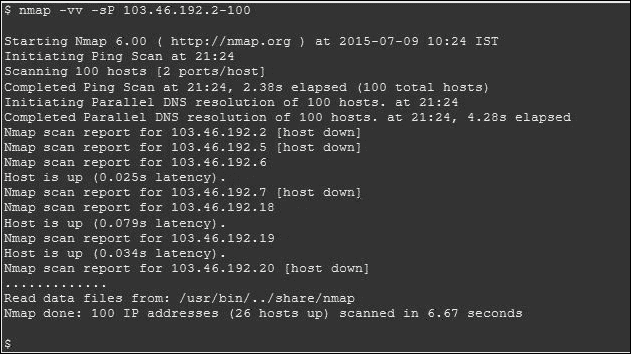 $ nmap -vv -sP 103.46.192.2-100
Starting Nmap 6.00 ( http://nmap.org ) at 2015-07-09 10:24 IST
Initiating Ping Scan at 21:24
Scanning 100 hosts [2 ports/host]
Completed Ping Scan at 21:24, 2.38s elapsed (100 total hosts)
Initiating Parallel DNS resolution of 100 hosts. at 21:24
Completed Parallel DNS resolution of 100 hosts. at 21:24, 4.28s elapsed
Nmap scan report for 103.46.192.2 [host down]
Nmap scan report for 103.46.192.5 [host down]
Nmap scan report for 103.46.192.6
Host is up (0.025s latency).
Nmap scan report for 103.46.192.7 [host down]
Nmap scan report for 103.46.192.18
Host is up (0.079s latency).
Nmap scan report for 103.46.192.19
Host is up (0.034s latency).
Nmap scan report for 103.46.192.20 [host down]
.............
Read data files from: /usr/bin/../share/nmap
Nmap done: 100 IP addresses (26 hosts up) scanned in 6.67 seconds
$